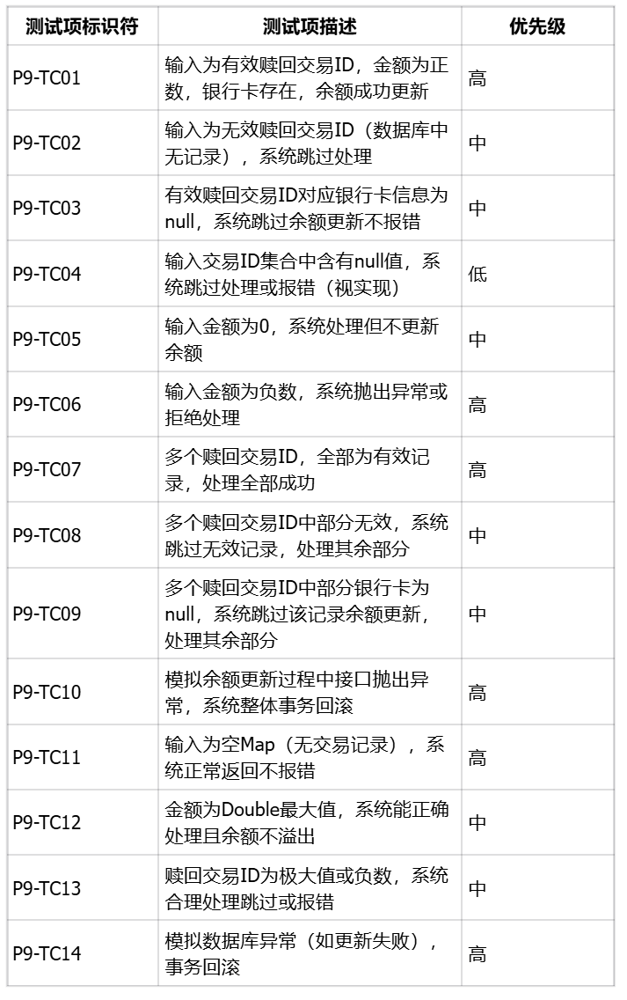 测试项标识符 测试项描述 优先级
P9-TC01 输入为有效赎回交易ID，金额为正 高
数，银行卡存在，余额成功更新
P9-TC02 输入为无效赎回交易ID（数据库中 中
无记录），系统跳过处理
P9-TC03 有效赎回交易ID对应银行卡信息为 中
null，系统跳过余额更新不报错
P9-TC04 输入交易ID集合中含有null值，系 低
统跳过处理或报错（视实现）
P9-TC05 输入金额为0，系统处理但不更新 中
余额
P9-TC06 输入金额为负数，系统抛出异常或 高
拒绝处理
P9-TC07 多个赎回交易ID，全部为有效记 高
录，处理全部成功
P9-TC08 多个赎回交易ID中部分无效，系统 中
跳过无效记录，处理其余部分
P9-TC09 多个赎回交易ID中部分银行卡为 中
null，系统跳过该记录余额更新，
处理其余部分
P9-TC10 模拟余额更新过程中接口抛出异 高
常，系统整体事务回滚
P9-TC11 输入为空Map（无交易记录），系 高
统正常返回不报错
P9-TC12 金额为Double最大值，系统能正确 中
处理且余额不溢出
P9-TC13 赎回交易ID为极大值或负数，系统 中
合理处理跳过或报错
P9-TC14 模拟数据库异常（如更新失败）， 高
事务回滚